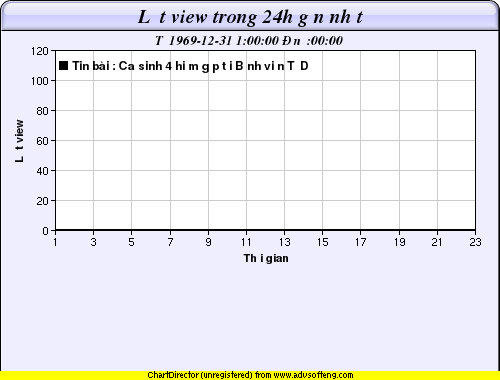 L t view trong 24h g n nh t
T 1969-12-31 1:00:00 Đn :00:00
120
Tin bài : Ca sinh 4 hi m g p t i B nh vi n T D
100
80
60
40
20
0
L t view
1 3 5 7 9 11 13 15 17 19 21 23
Th i gian
ChartDirector (unregistered) from www.advsofteng.com